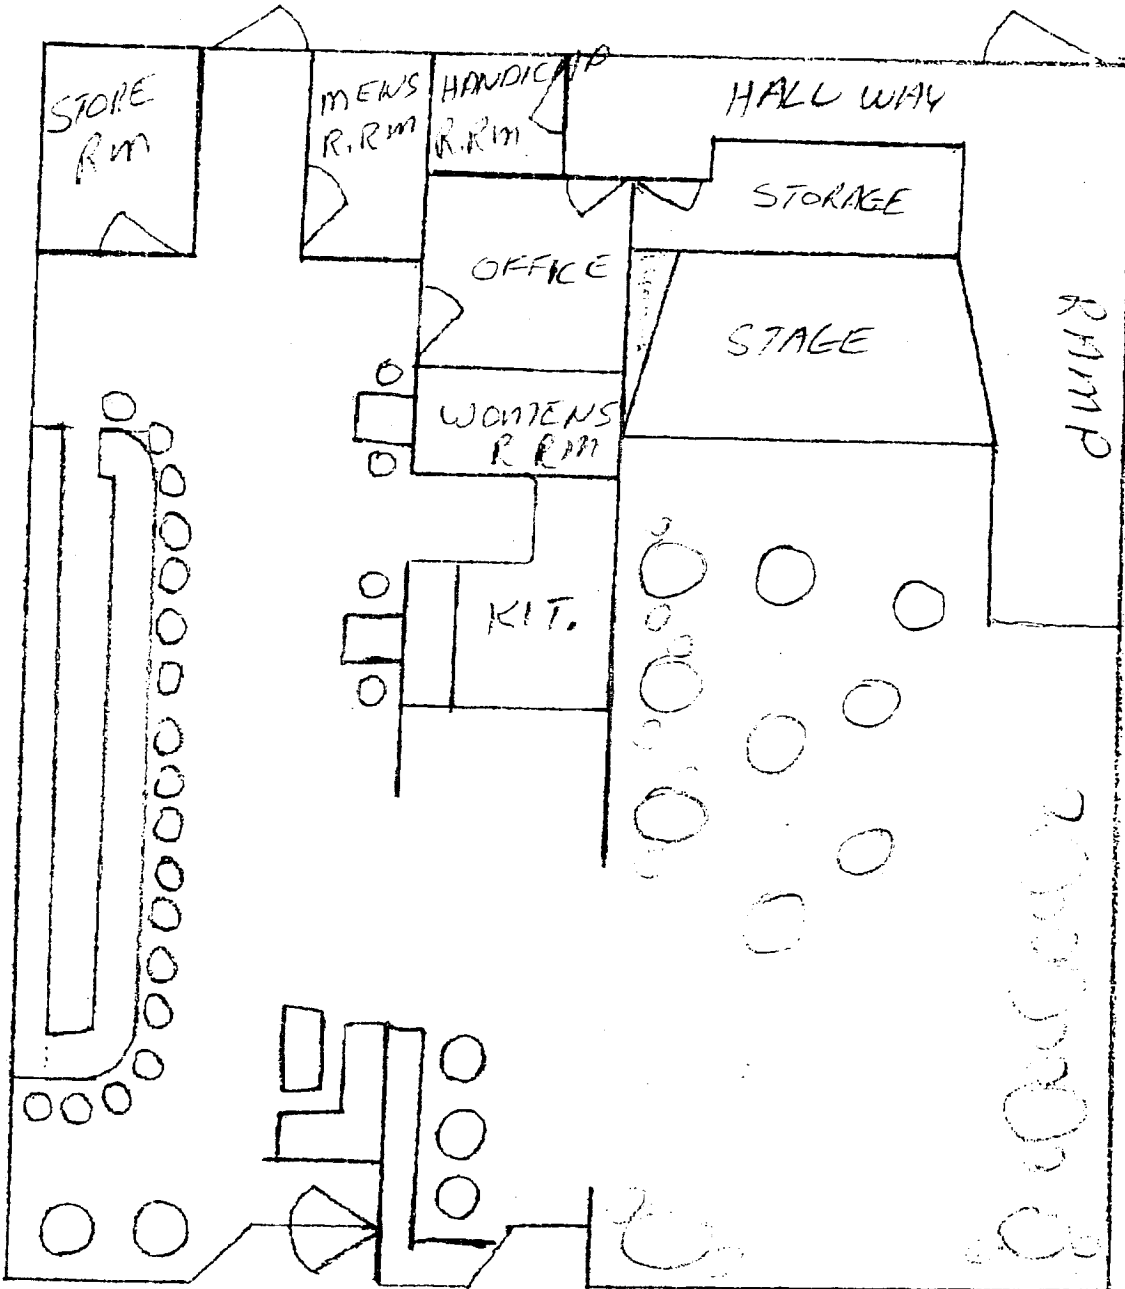 STORE
RM
MENS
R.RM
HANDICAP
R.RM
HALL WAY
STORAGE
OFFICE
STAGE
RAMP
WOMENS
R RM
KIT.